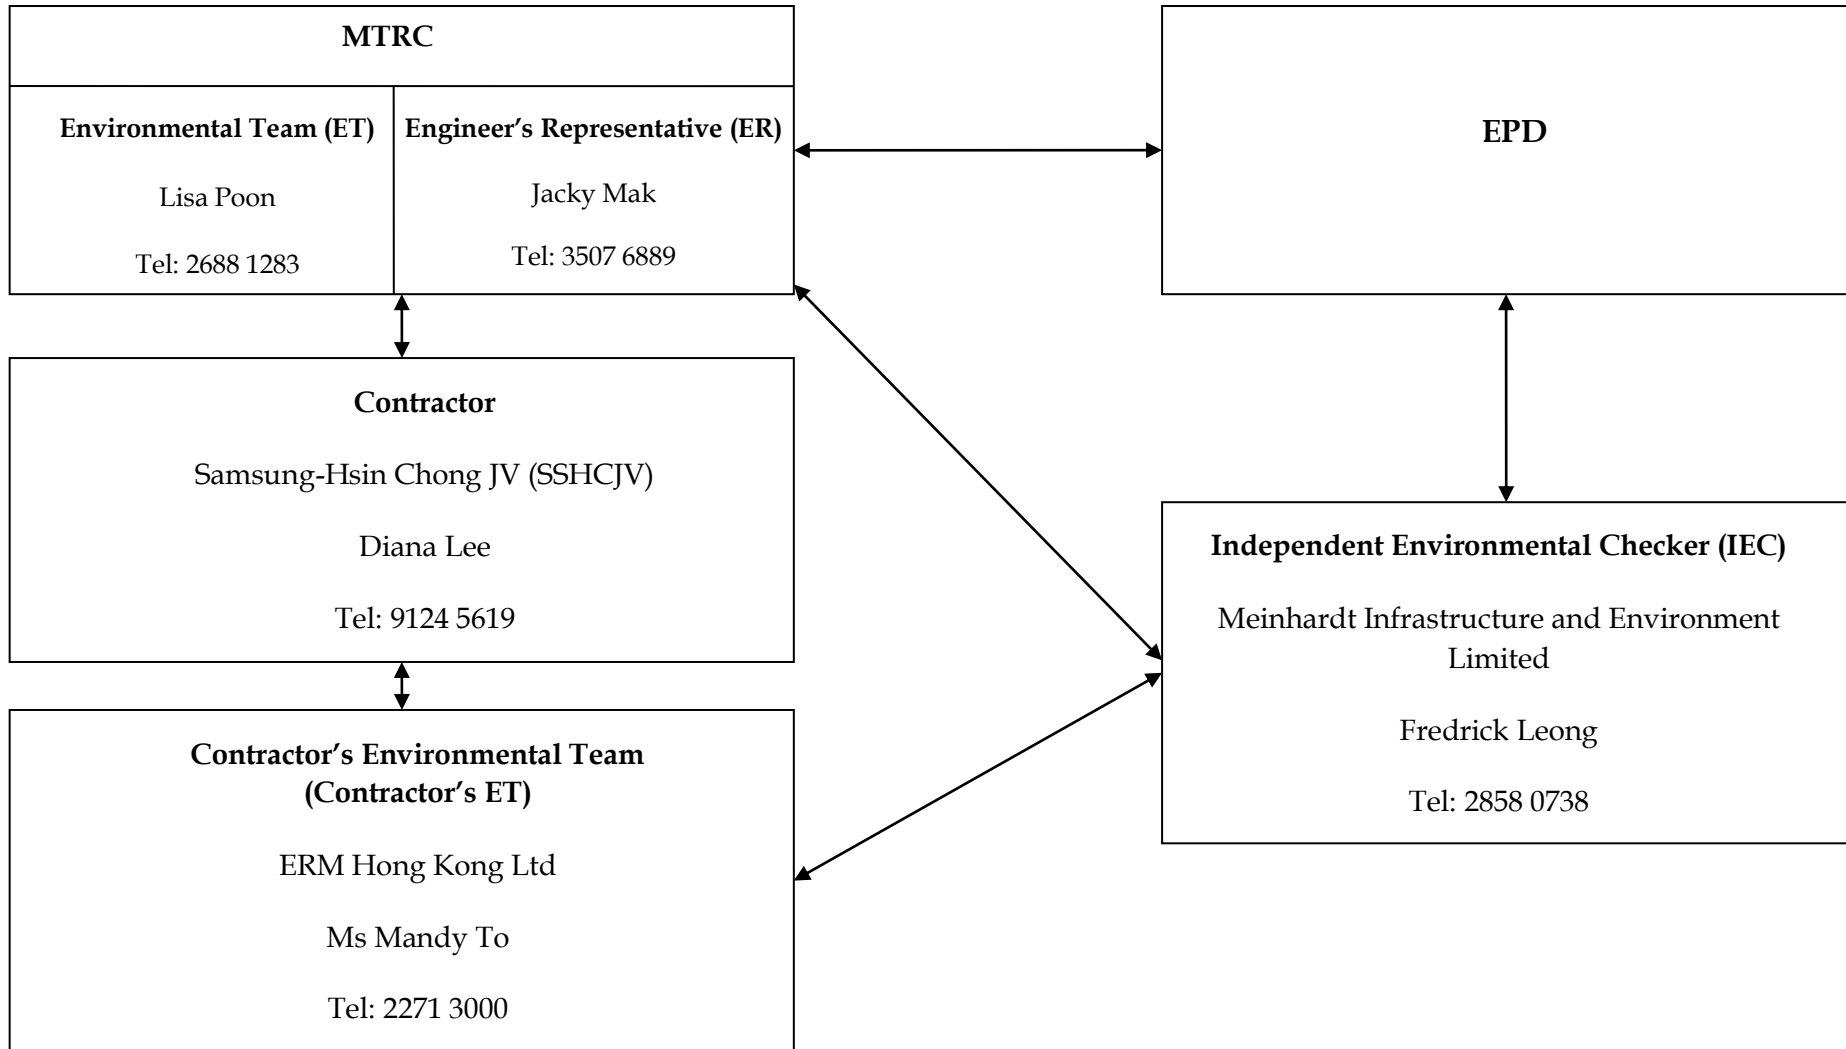 MTRC
Environmental Team (ET)
Lisa Poon
Tel: 2688 1283
Engineer’s Representative (ER)
Jacky Mak
Tel: 3507 6889
EPD
Contractor
Samsung-Hsin Chong JV (SSHCJV)
Diana Lee
Tel: 9124 5619
Independent Environmental Checker (IEC)
Meinhardt Infrastructure and Environment
Limited
Fredrick Leong
Tel: 2858 0738
Contractor’s Environmental Team
(Contractor’s ET)
ERM Hong Kong Ltd
Ms Mandy To
Tel: 2271 3000